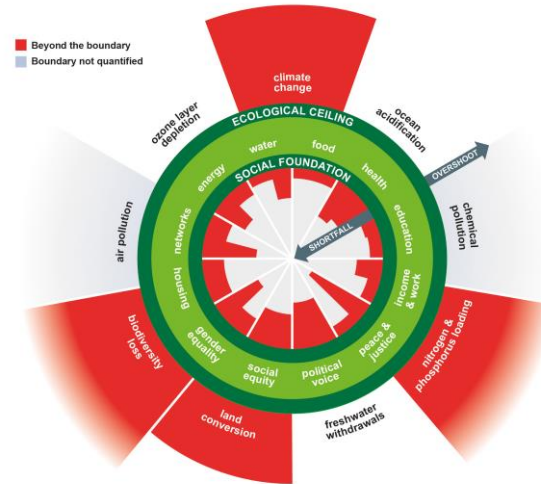 Beyond the boundary
Boundary not quantified
climate
change
ozone layer
depletion
ocean
acidification
ECOLOGICAL CEILING
OVERSHOOT
water
food
energy
health
SOCIAL FOUNDATION
networks
education
SHORTFALL
air pollution
chemical
pollution
housing
income
& work
gender
equality
peace &
justice
social
equity
political
voice
biodiversity
loss
nitrogen &
phosphorus loading
land
conversion
freshwater
withdrawals